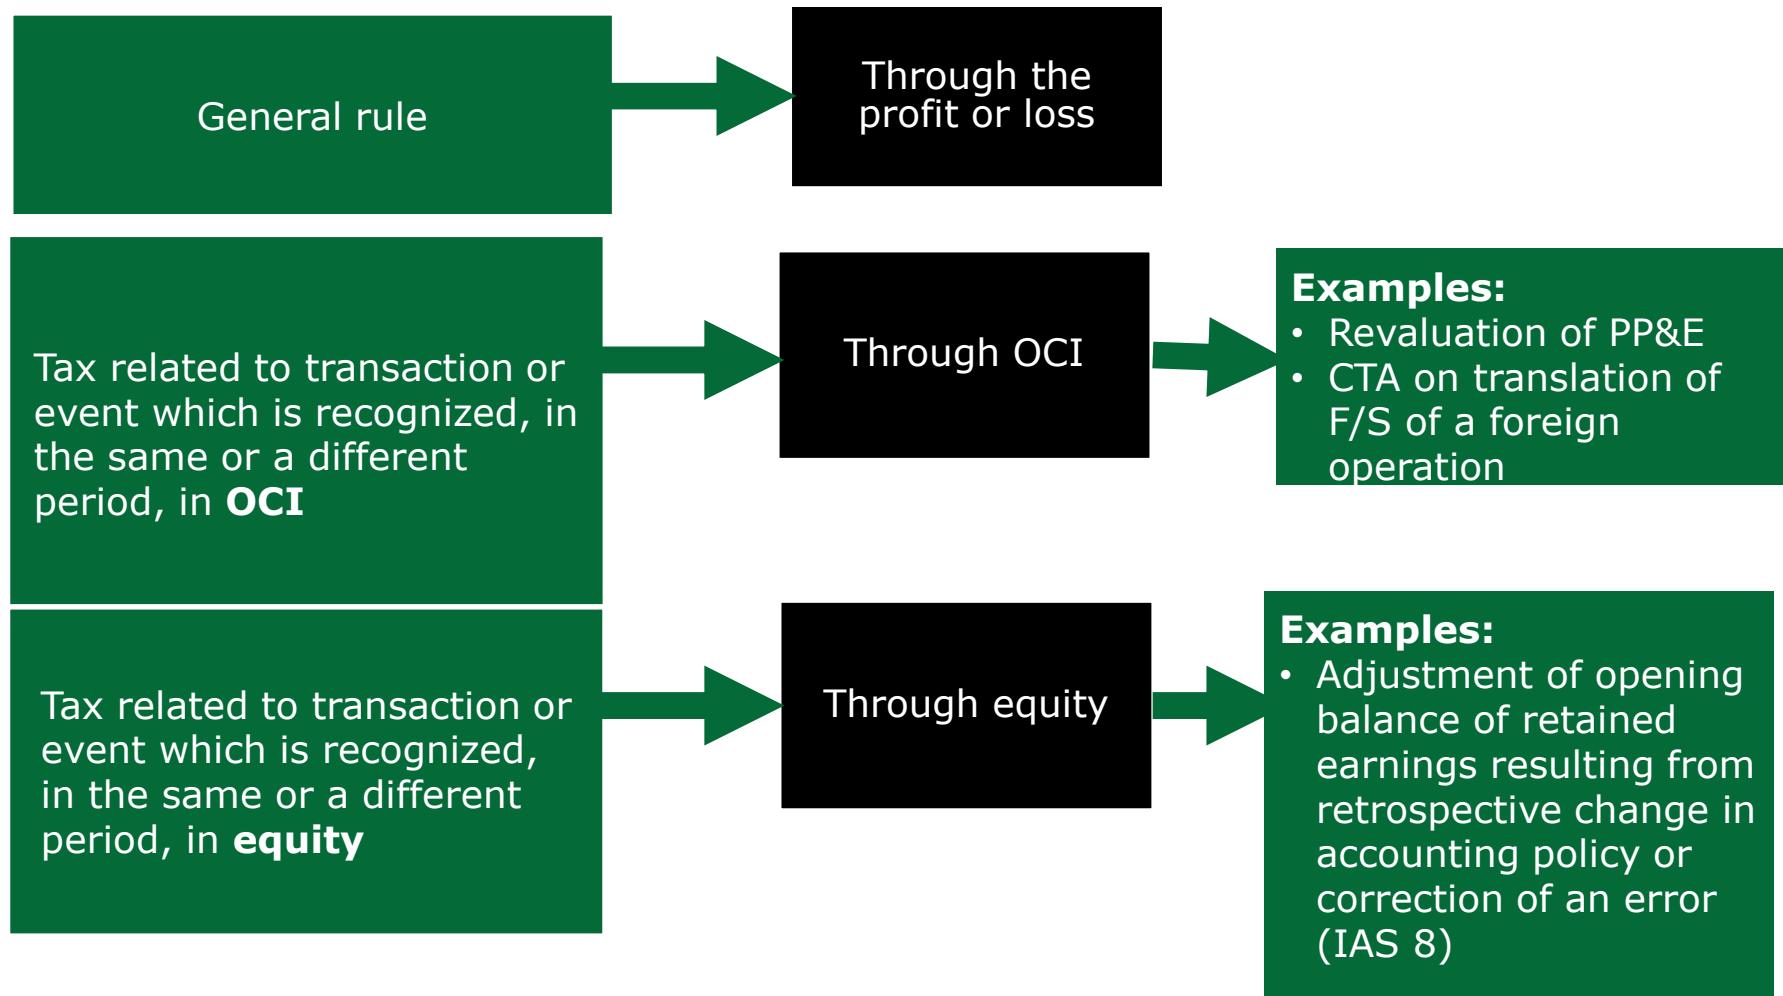 General rule
Through the
profit or loss
Tax related to transaction or
event which is recognized, in
the same or a different
period, in OCI
Through OCI
Examples:
• Revaluation of PP&E
• CTA on translation of
F/S of a foreign
operation
Tax related to transaction or
event which is recognized,
in the same or a different
period, in equity
Through equity
Examples:
• Adjustment of opening
balance of retained
earnings resulting from
retrospective change in
accounting policy or
correction of an error
(IAS 8)